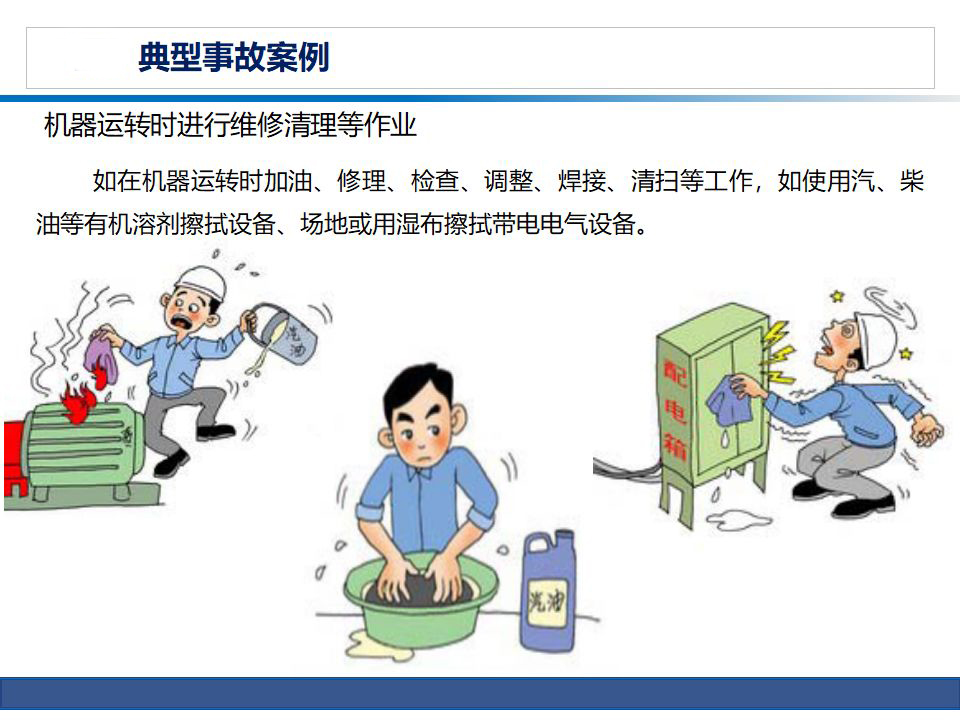 典型事故案例
机器运转时进行维修清理等作业
如在机器运转时加油、修理、检查、调整、焊接、清扫等工作，如使用汽、柴
油等有机溶剂擦拭设备、场地或用湿布擦拭带电电气设备。
汽油
配电箱
汽油